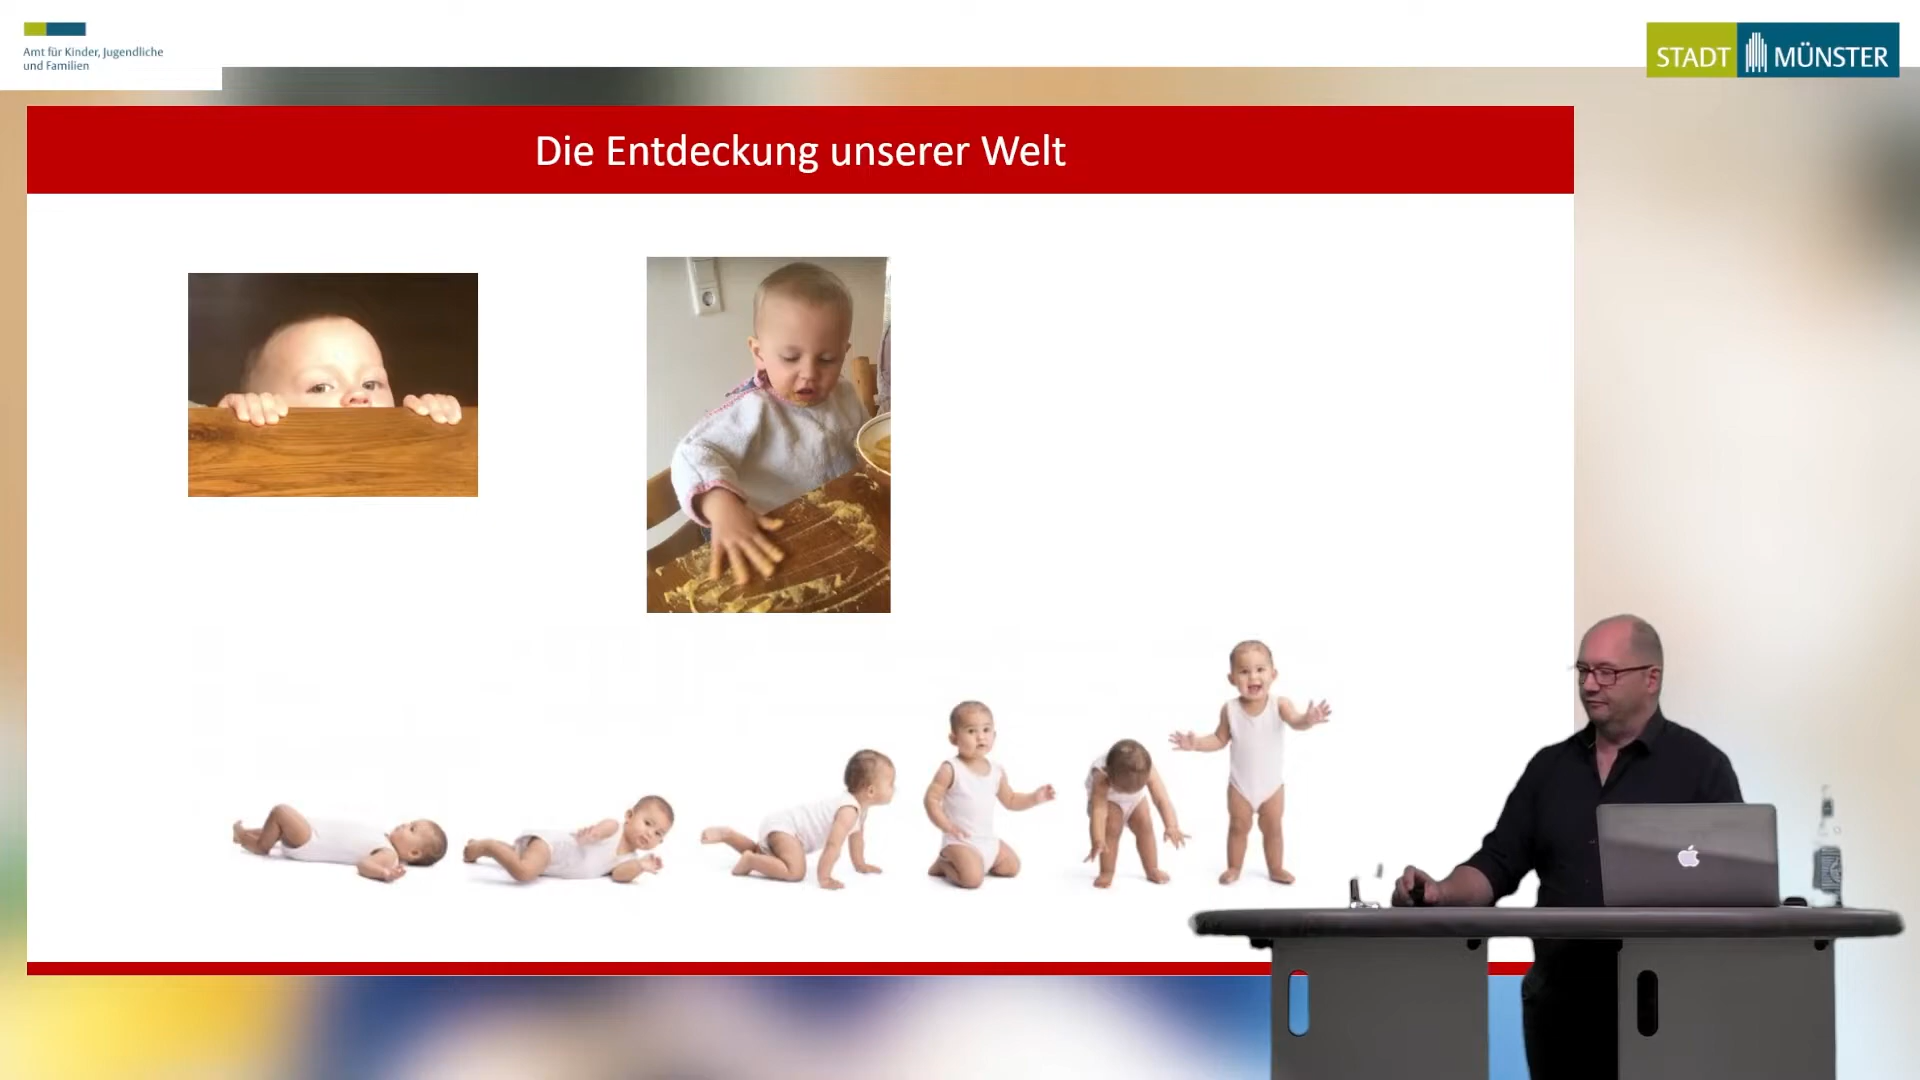 Amt für Kinder, Jugendliche
und Familien
STADT MÜNSTER
Die Entdeckung unserer Welt